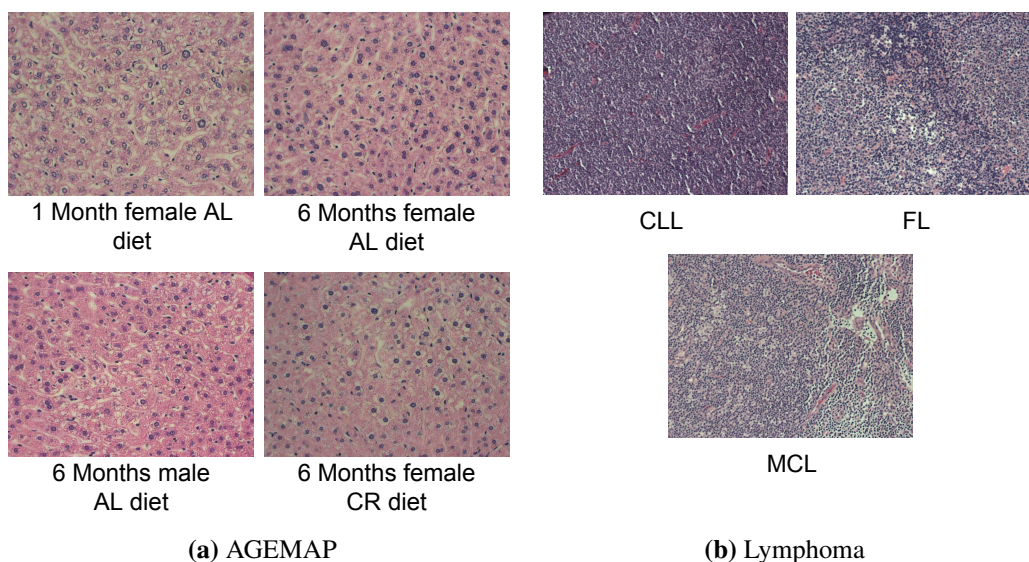 1 Month female AL
diet
6 Months female
AL diet
6 Months male
AL diet
6 Months female
CR diet
(a) AGEMAP
CLL
FL
MCL
(b) Lymphoma